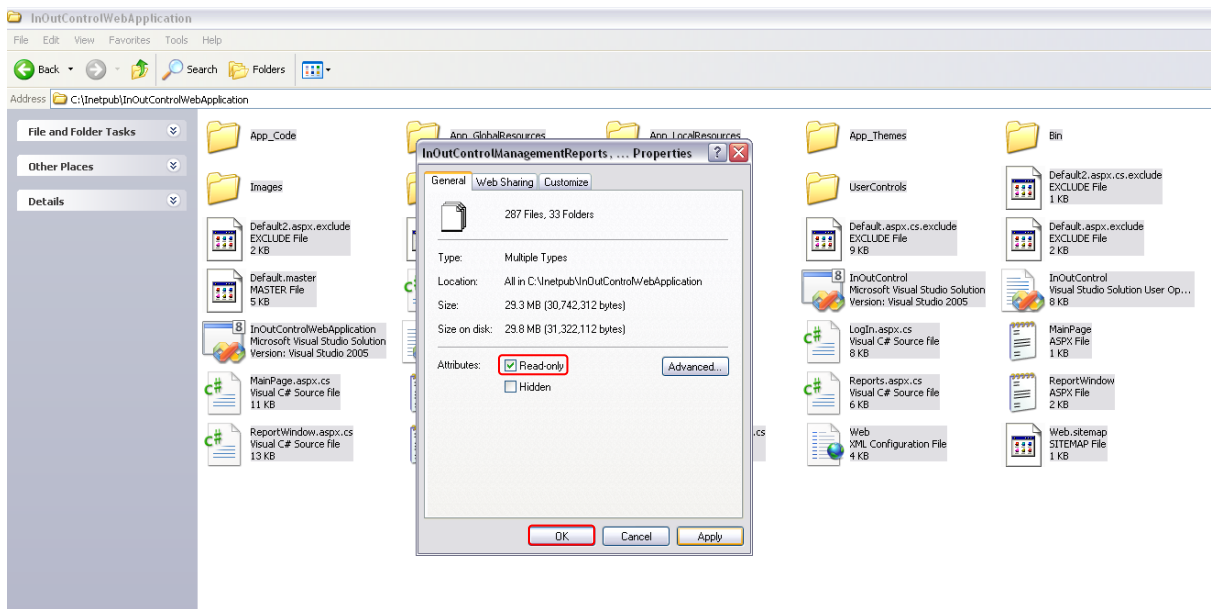 InOutControlWebApplication
File Edit View Favorites Tools Help
Back Search Folders
Address C:\Inetpub\InOutControlWebApplication
File and Folder Tasks
Other Places
Details
App_Code
App_GlobalResources
App_LocalResources
App_Themes
Bin
Images
UserControls
Default2.aspx.cs.exclude
EXCLUDE File
1 KB
Default2.aspx.exclude
EXCLUDE File
2 KB
Default.aspx.cs.exclude
EXCLUDE File
9 KB
Default.aspx.exclude
EXCLUDE File
2 KB
Default.master
MASTER File
5 KB
InOutControl
Microsoft Visual Studio Solution
Version: Visual Studio 2005
InOutControl
Visual Studio Solution User Op...
8 KB
InOutControlWebApplication
Microsoft Visual Studio Solution
Version: Visual Studio 2005
LogIn.aspx.cs
Visual C# Source file
8 KB
MainPage
ASPX File
1 KB
MainPage.aspx.cs
Visual C# Source file
11 KB
Reports.aspx.cs
Visual C# Source file
6 KB
ReportWindow
ASPX File
2 KB
ReportWindow.aspx.cs
Visual C# Source file
13 KB
.cs
Web
XML Configuration File
4 KB
Web.sitemap
SITEMAP File
1 KB
InOutControlManagementReports, ... Properties
General Web Sharing Customize
287 Files, 33 Folders
Type: Multiple Types
Location: All in C:\Inetpub\InOutControlWebApplication
Size: 29.3 MB (30,742,312 bytes)
Size on disk: 29.8 MB (31,322,112 bytes)
Attributes: Read-only Advanced...
Hidden
OK Cancel Apply